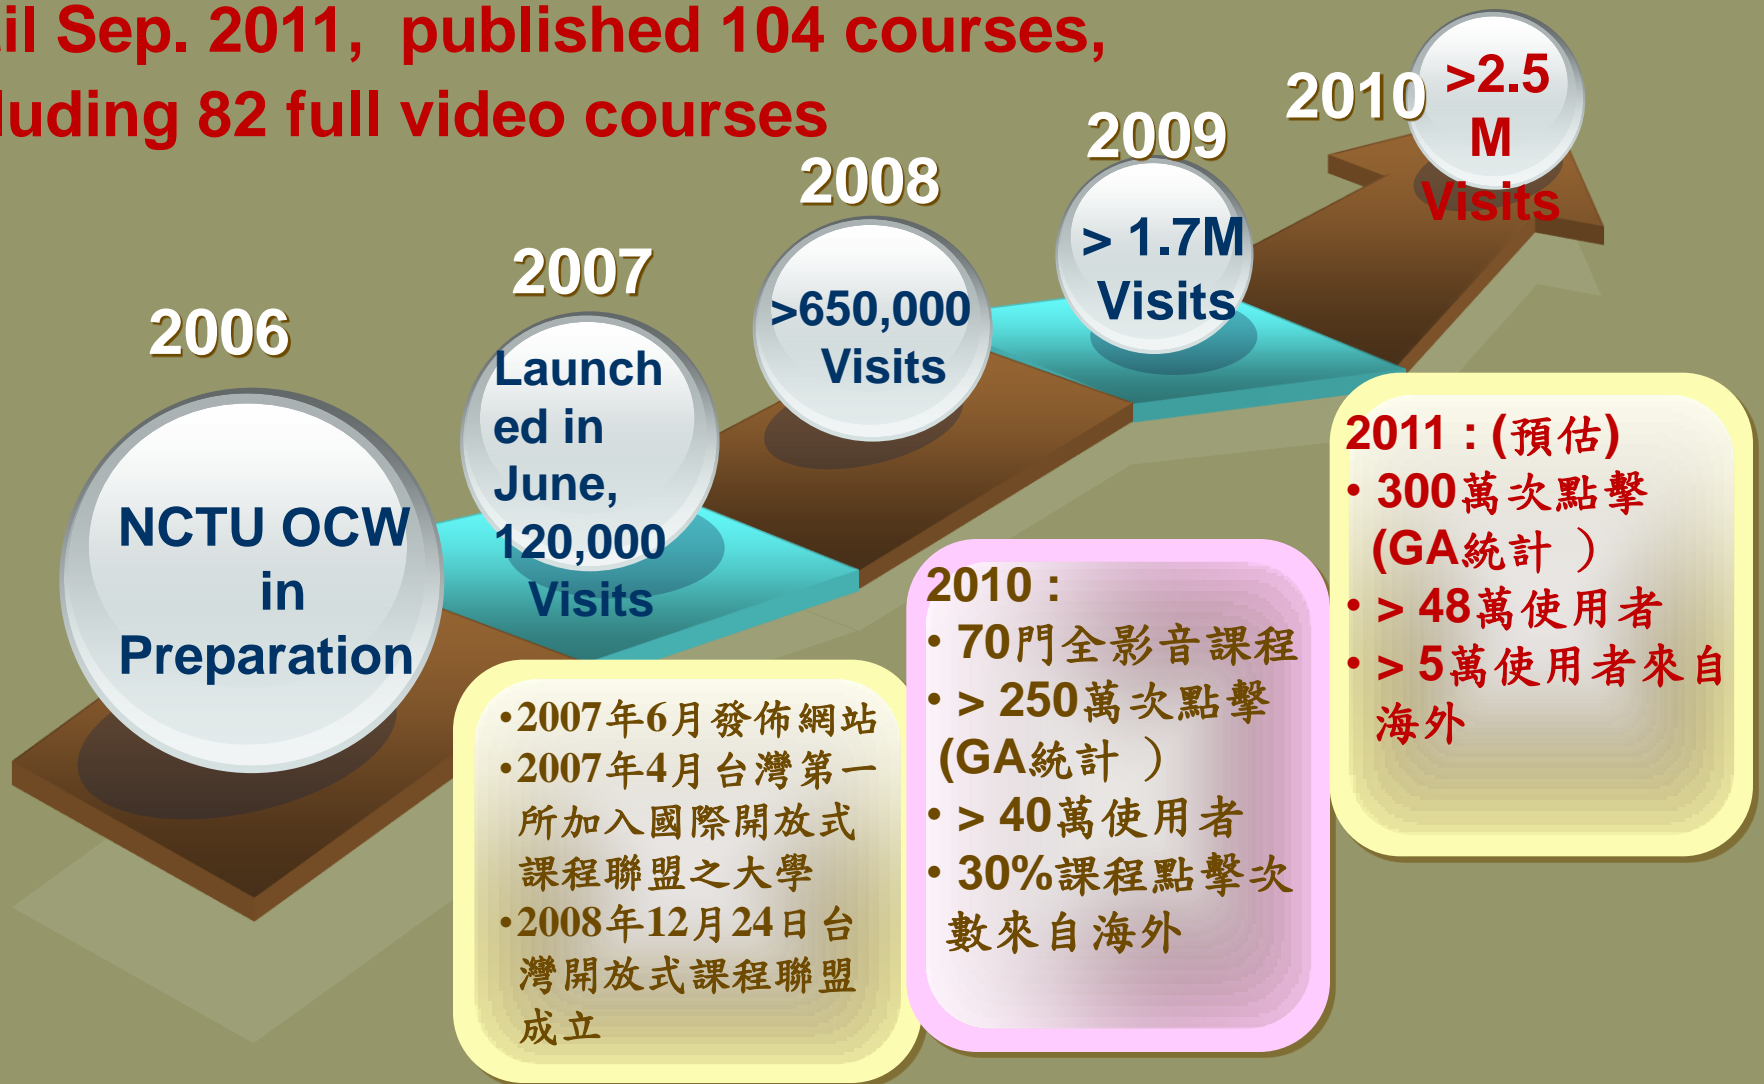 Sep. 2011, published 104 courses,
82 full video courses
2006
NCTU OCW
in
Preparation
2007
Launch
ed in
June,
120,000
Visits
2008
>650,000
Visits
2009
> 1.7M
Visits
2010
>2.5
M
Visits
•2007年6月發佈網站
•2007年4月台灣第一
所加入國際開放式
課程聯盟之大學
•2008年12月24日台
灣開放式課程聯盟
成立
2010 :
• 70門全影音課程
• > 250萬次點擊
(GA統計 )
• > 40萬使用者
• 30%課程點擊次
數來自海外
2011 : (預估)
• 300萬次點擊
(GA統計 )
• > 48萬使用者
• > 5萬使用者來自
海外